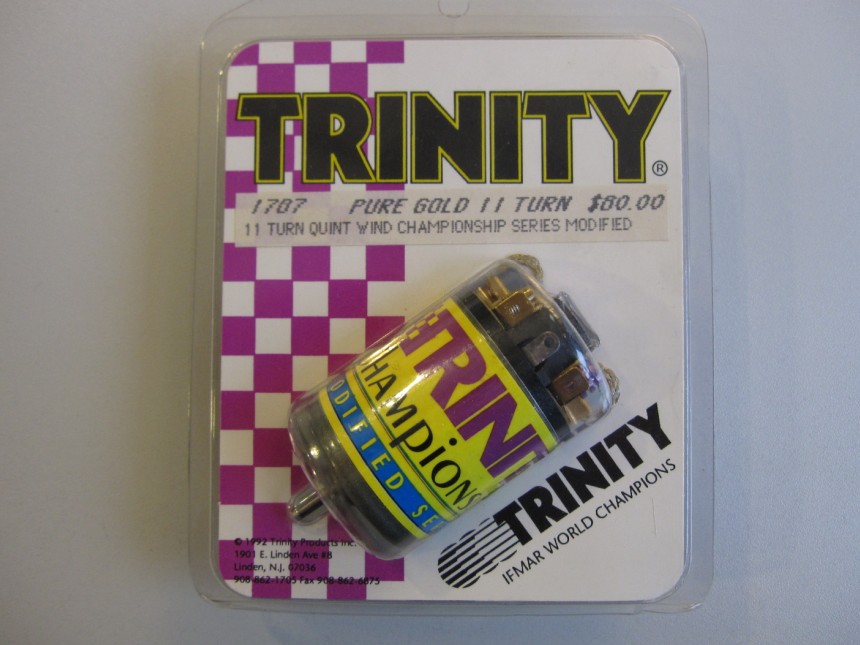 TRINITY®
1787 PURE GOLD 11 TURN $80.00
11 TURN QUINT WIND CHAMPIONSHIP SERIES MODIFIED
TRIN
CHAMPIONS
ODIFIED SE
TRINITY
IFMAR WORLD CHAMPIONS
© 1992 Trinity Products Inc.
1901 E. Linden Ave #8
Linden, N.J. 07036
908-862-1705 Fax 908-862-6875